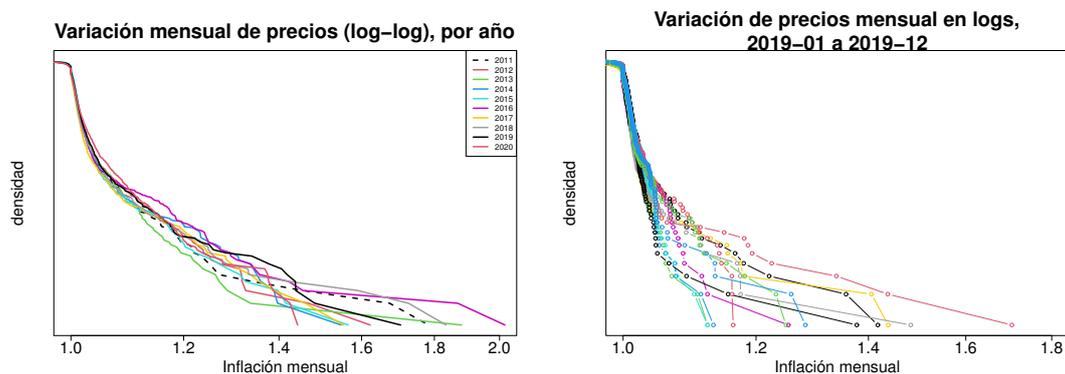 Variación mensual de precios (log−log), por año
densidad
2011
2012
2013
2014
2015
2016
2017
2018
2019
2020
1.0 1.2 1.4 1.6 1.8 2.0
Inflación mensual
Variación de precios mensual en logs,
2019−01 a 2019−12
densidad
1.0 1.2 1.4 1.6 1.8
Inflación mensual